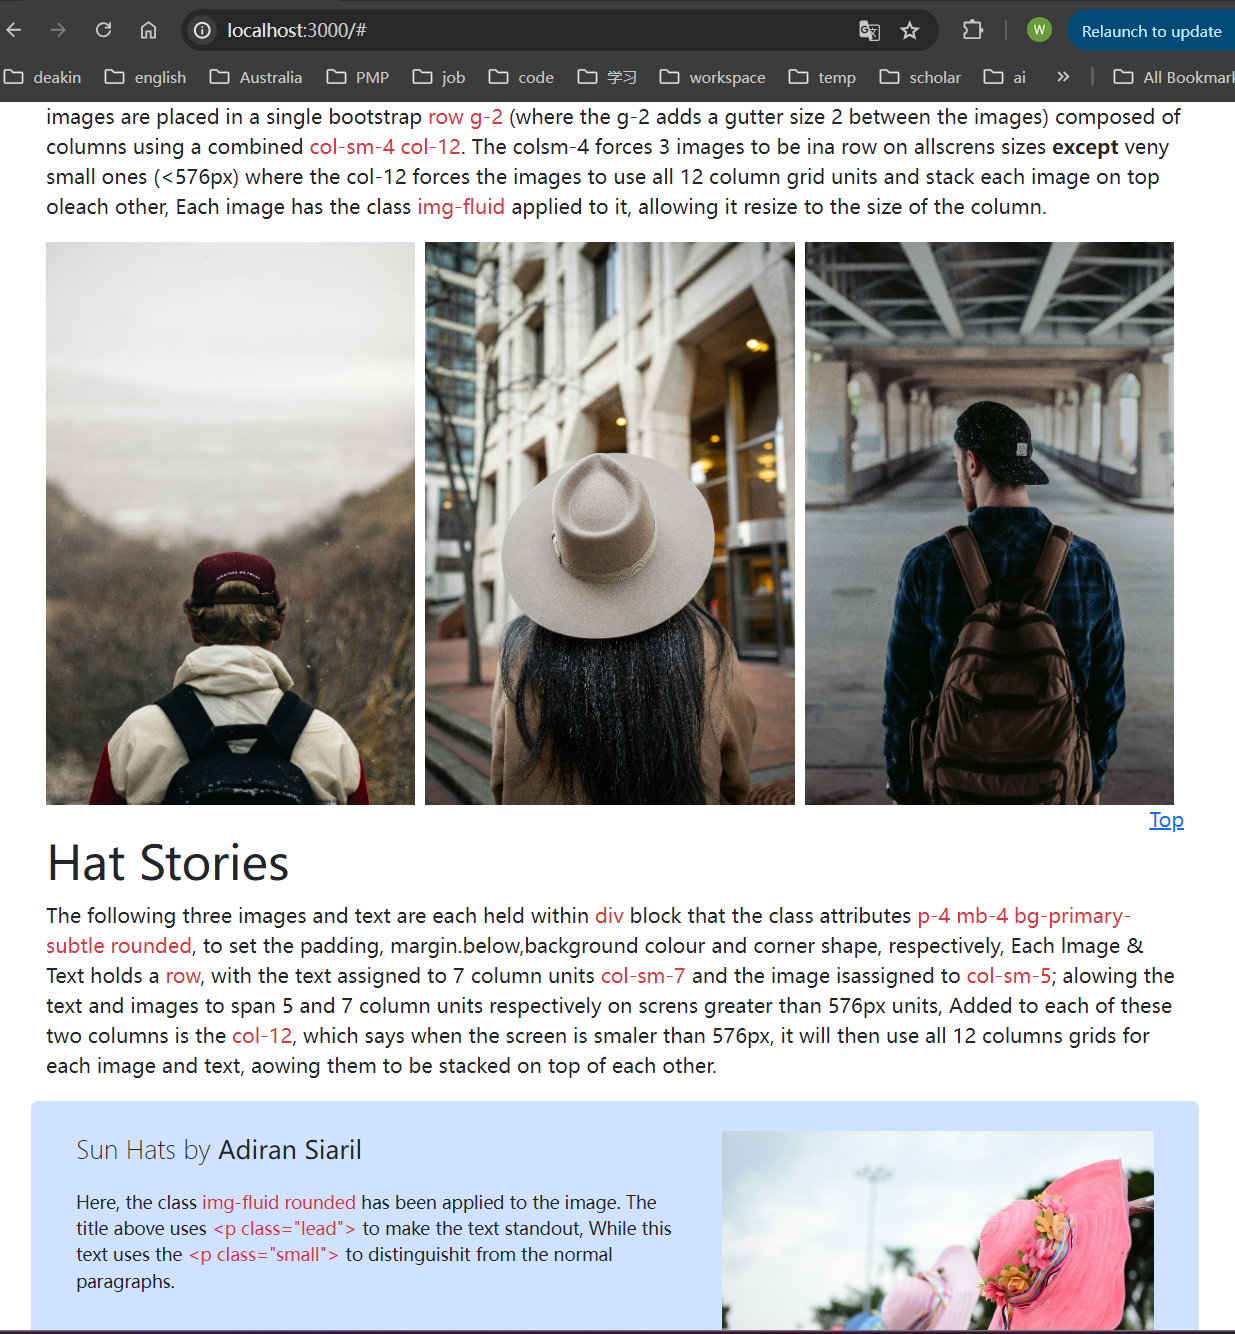 localhost:3000/#
W
Relaunch to update
deakin english Australia PMP job code 学习 workspace temp scholar ai » All Bookmar
images are placed in a single bootstrap row g-2 (where the g-2 adds a gutter size 2 between the images) composed of
columns using a combined col-sm-4 col-12. The colsm-4 forces 3 images to be ina row on allscrens sizes except veny
small ones (<576px) where the col-12 forces the images to use all 12 column grid units and stack each image on top
oleach other, Each image has the class img-fluid applied to it, allowing it resize to the size of the column.
Top
Hat Stories
The following three images and text are each held within div block that the class attributes p-4 mb-4 bg-primary-
subtle rounded, to set the padding, margin.below,background colour and corner shape, respectively, Each lmage &
Text holds a row, with the text assigned to 7 column units col-sm-7 and the image isassigned to col-sm-5; alowing the
text and images to span 5 and 7 column units respectively on screns greater than 576px units, Added to each of these
two columns is the col-12, which says when the screen is smaler than 576px, it will then use all 12 columns grids for
each image and text, aowing them to be stacked on top of each other.
Sun Hats by Adiran Siaril
Here, the class img-fluid rounded has been applied to the image. The
title above uses <p class="lead"> to make the text standout, While this
text uses the <p class="small"> to distinguishit from the normal
paragraphs.